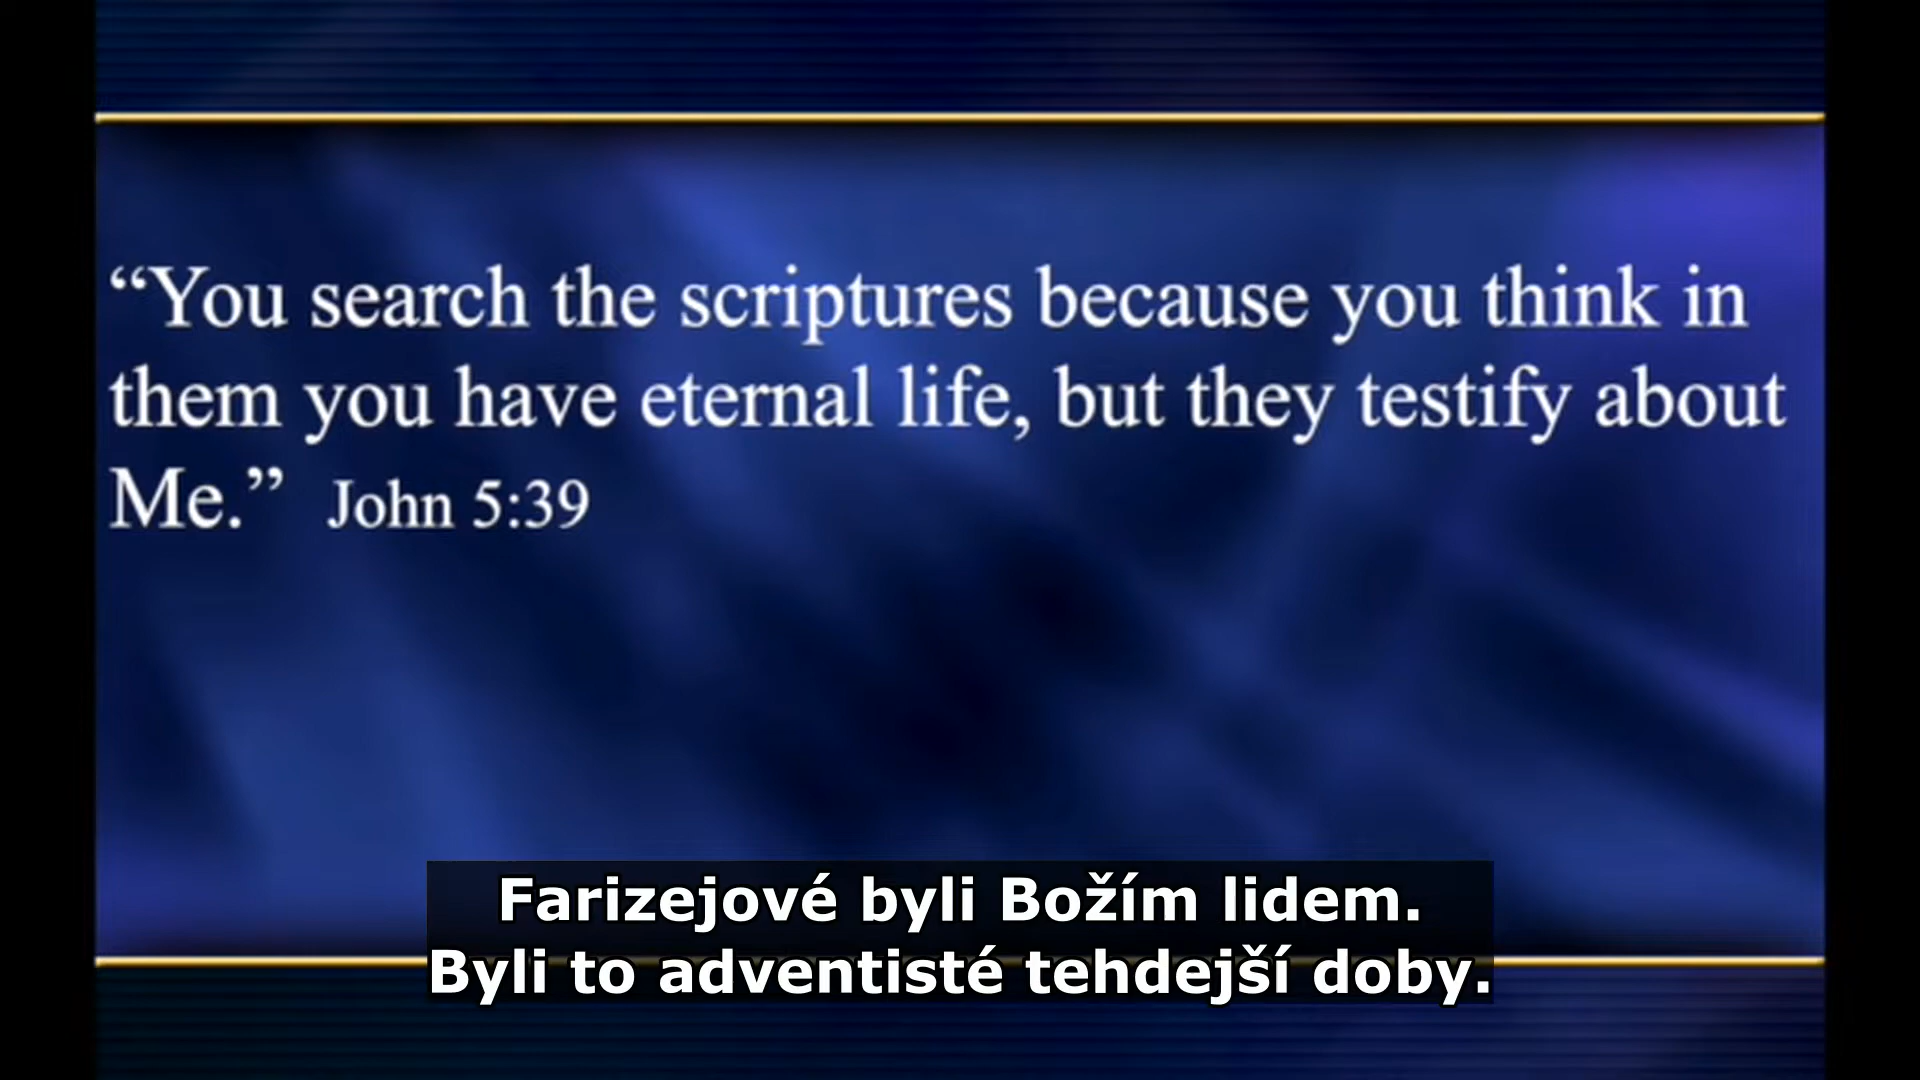 “You search the scriptures because you think in
them you have eternal life, but they testify about
Me.” John 5:39
Farizejové byli Božím lidem.
Byli to adventisté tehdejší doby.